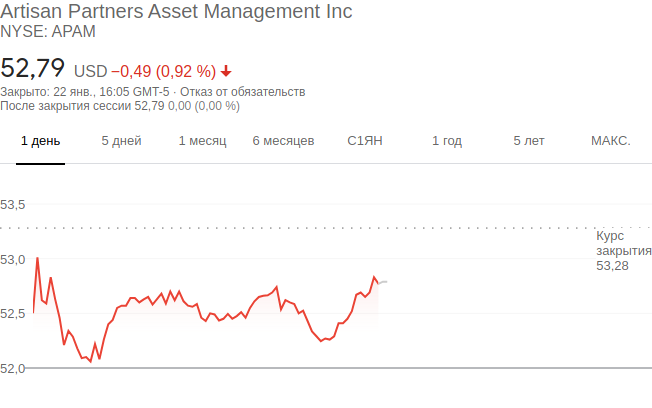 Artisan Partners Asset Management Inc
NYSE: APAM
52,79 USD −0,49 (0,92 %)
Закрыто: 22 янв., 16:05 GMT-5 · Отказ от обязательств
После закрытия сессии 52,79 0,00 (0,00 %)
1 день 5 дней 1 месяц 6 месяцев С1ЯН 1 год 5 лет МАКС.
53,5
Курс
закрытия
53,28
53,0
52,5
52,0